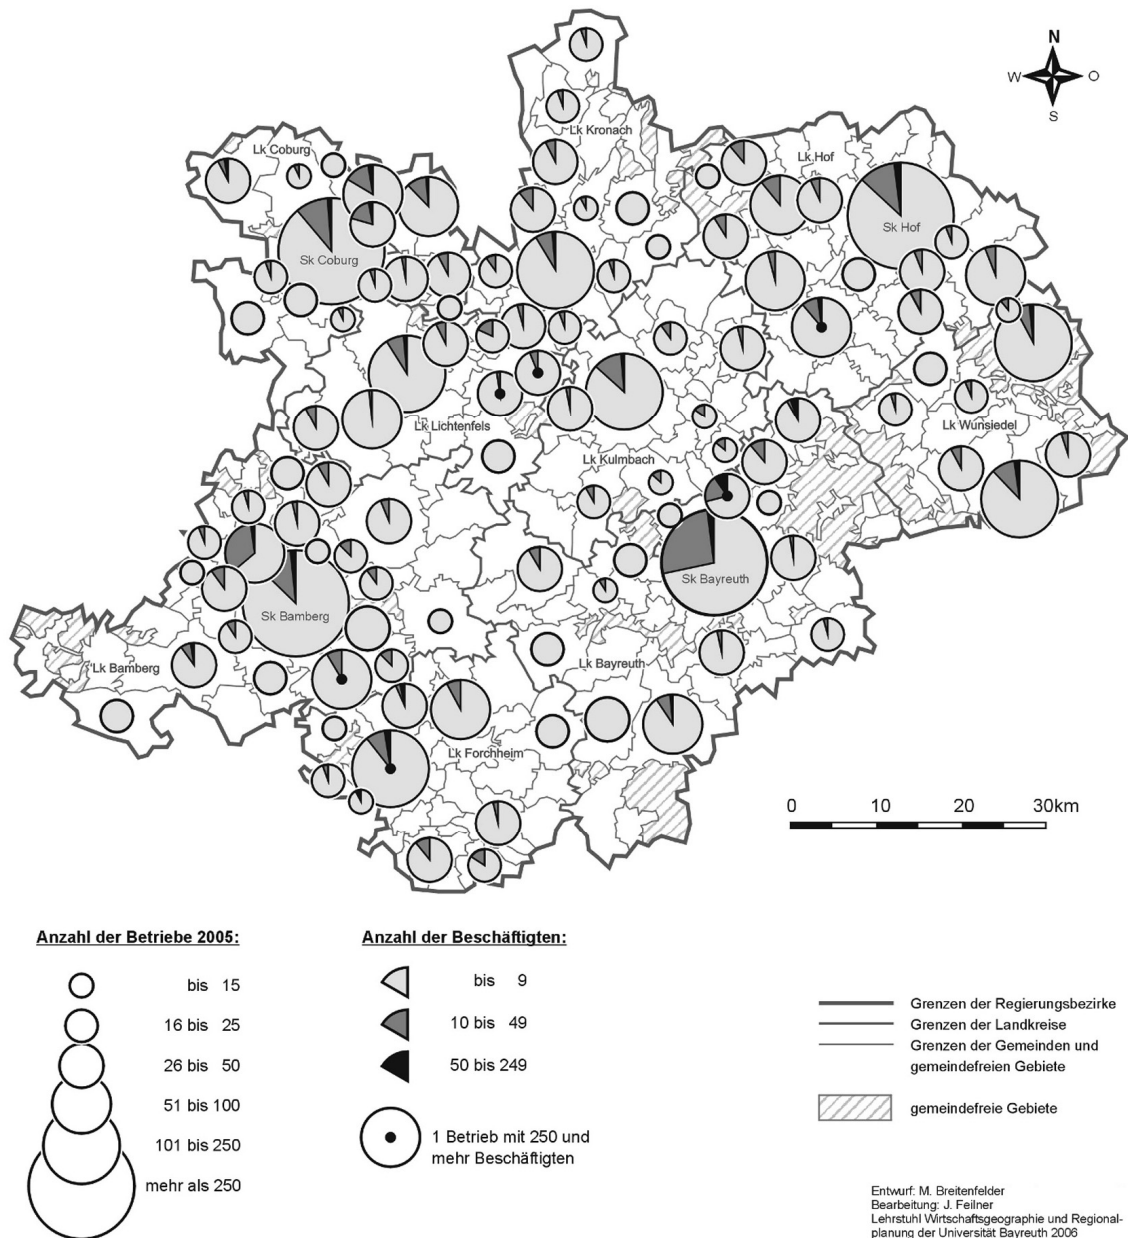 N
W O
S
Lk Kronach
Lk Coburg
Lk Hof
Sk Hof
Sk Coburg
Lk Lichtenfels
Lk Wunsiedel
Lk Kulmbach
Sk Bayreuth
Sk Bamberg
Lk Bamberg
Lk Bayreuth
Lk Forchheim
0 10 20 30km
Anzahl der Betriebe 2005:
bis 15
16 bis 25
26 bis 50
51 bis 100
101 bis 250
mehr als 250
Anzahl der Beschäftigten:
bis 9
10 bis 49
50 bis 249
1 Betrieb mit 250 und
mehr Beschäftigten
Grenzen der Regierungsbezirke
Grenzen der Landkreise
Grenzen der Gemeinden und
gemeindefreien Gebiete
gemeindefreie Gebiete
Entwurf: M. Breitenfelder
Bearbeitung: J. Feilner
Lehrstuhl Wirtschaftsgeographie und Regional-
planung der Universität Bayreuth 2006